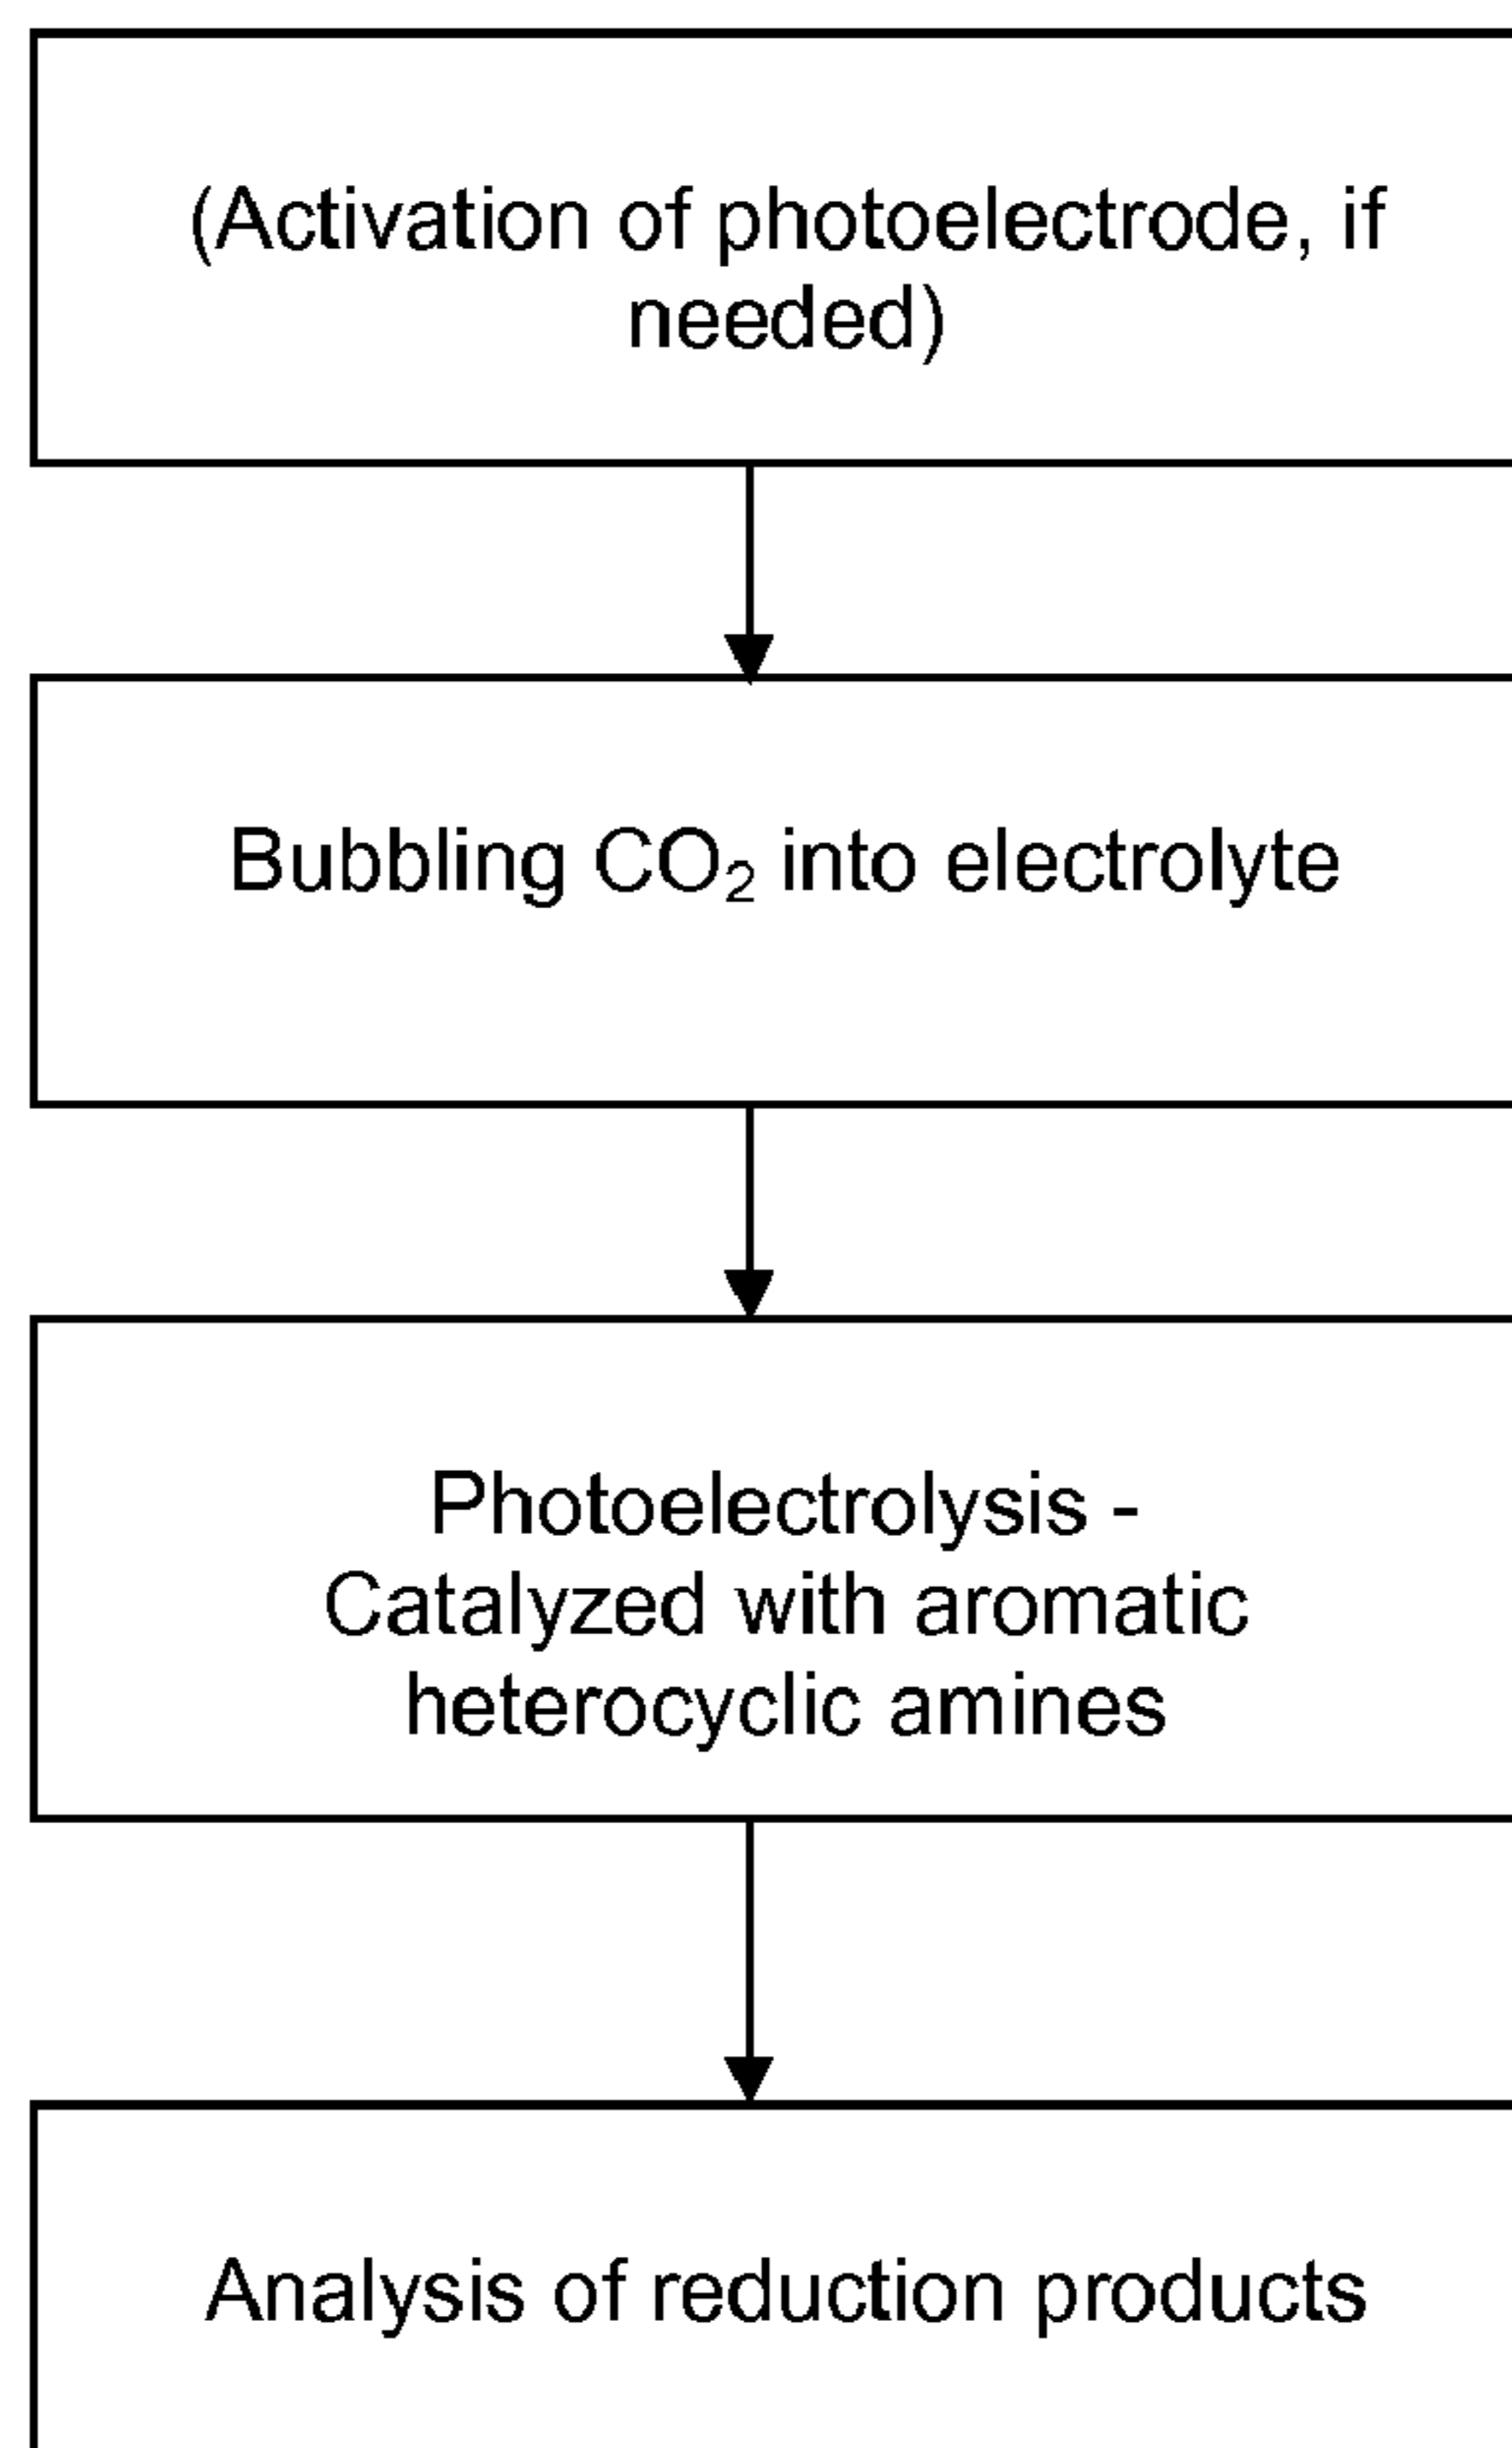 (Activation of photoelectrode, if
needed)
Bubbling CO₂ into electrolyte
Photoelectrolysis -
Catalyzed with aromatic
heterocyclic amines
Analysis of reduction products